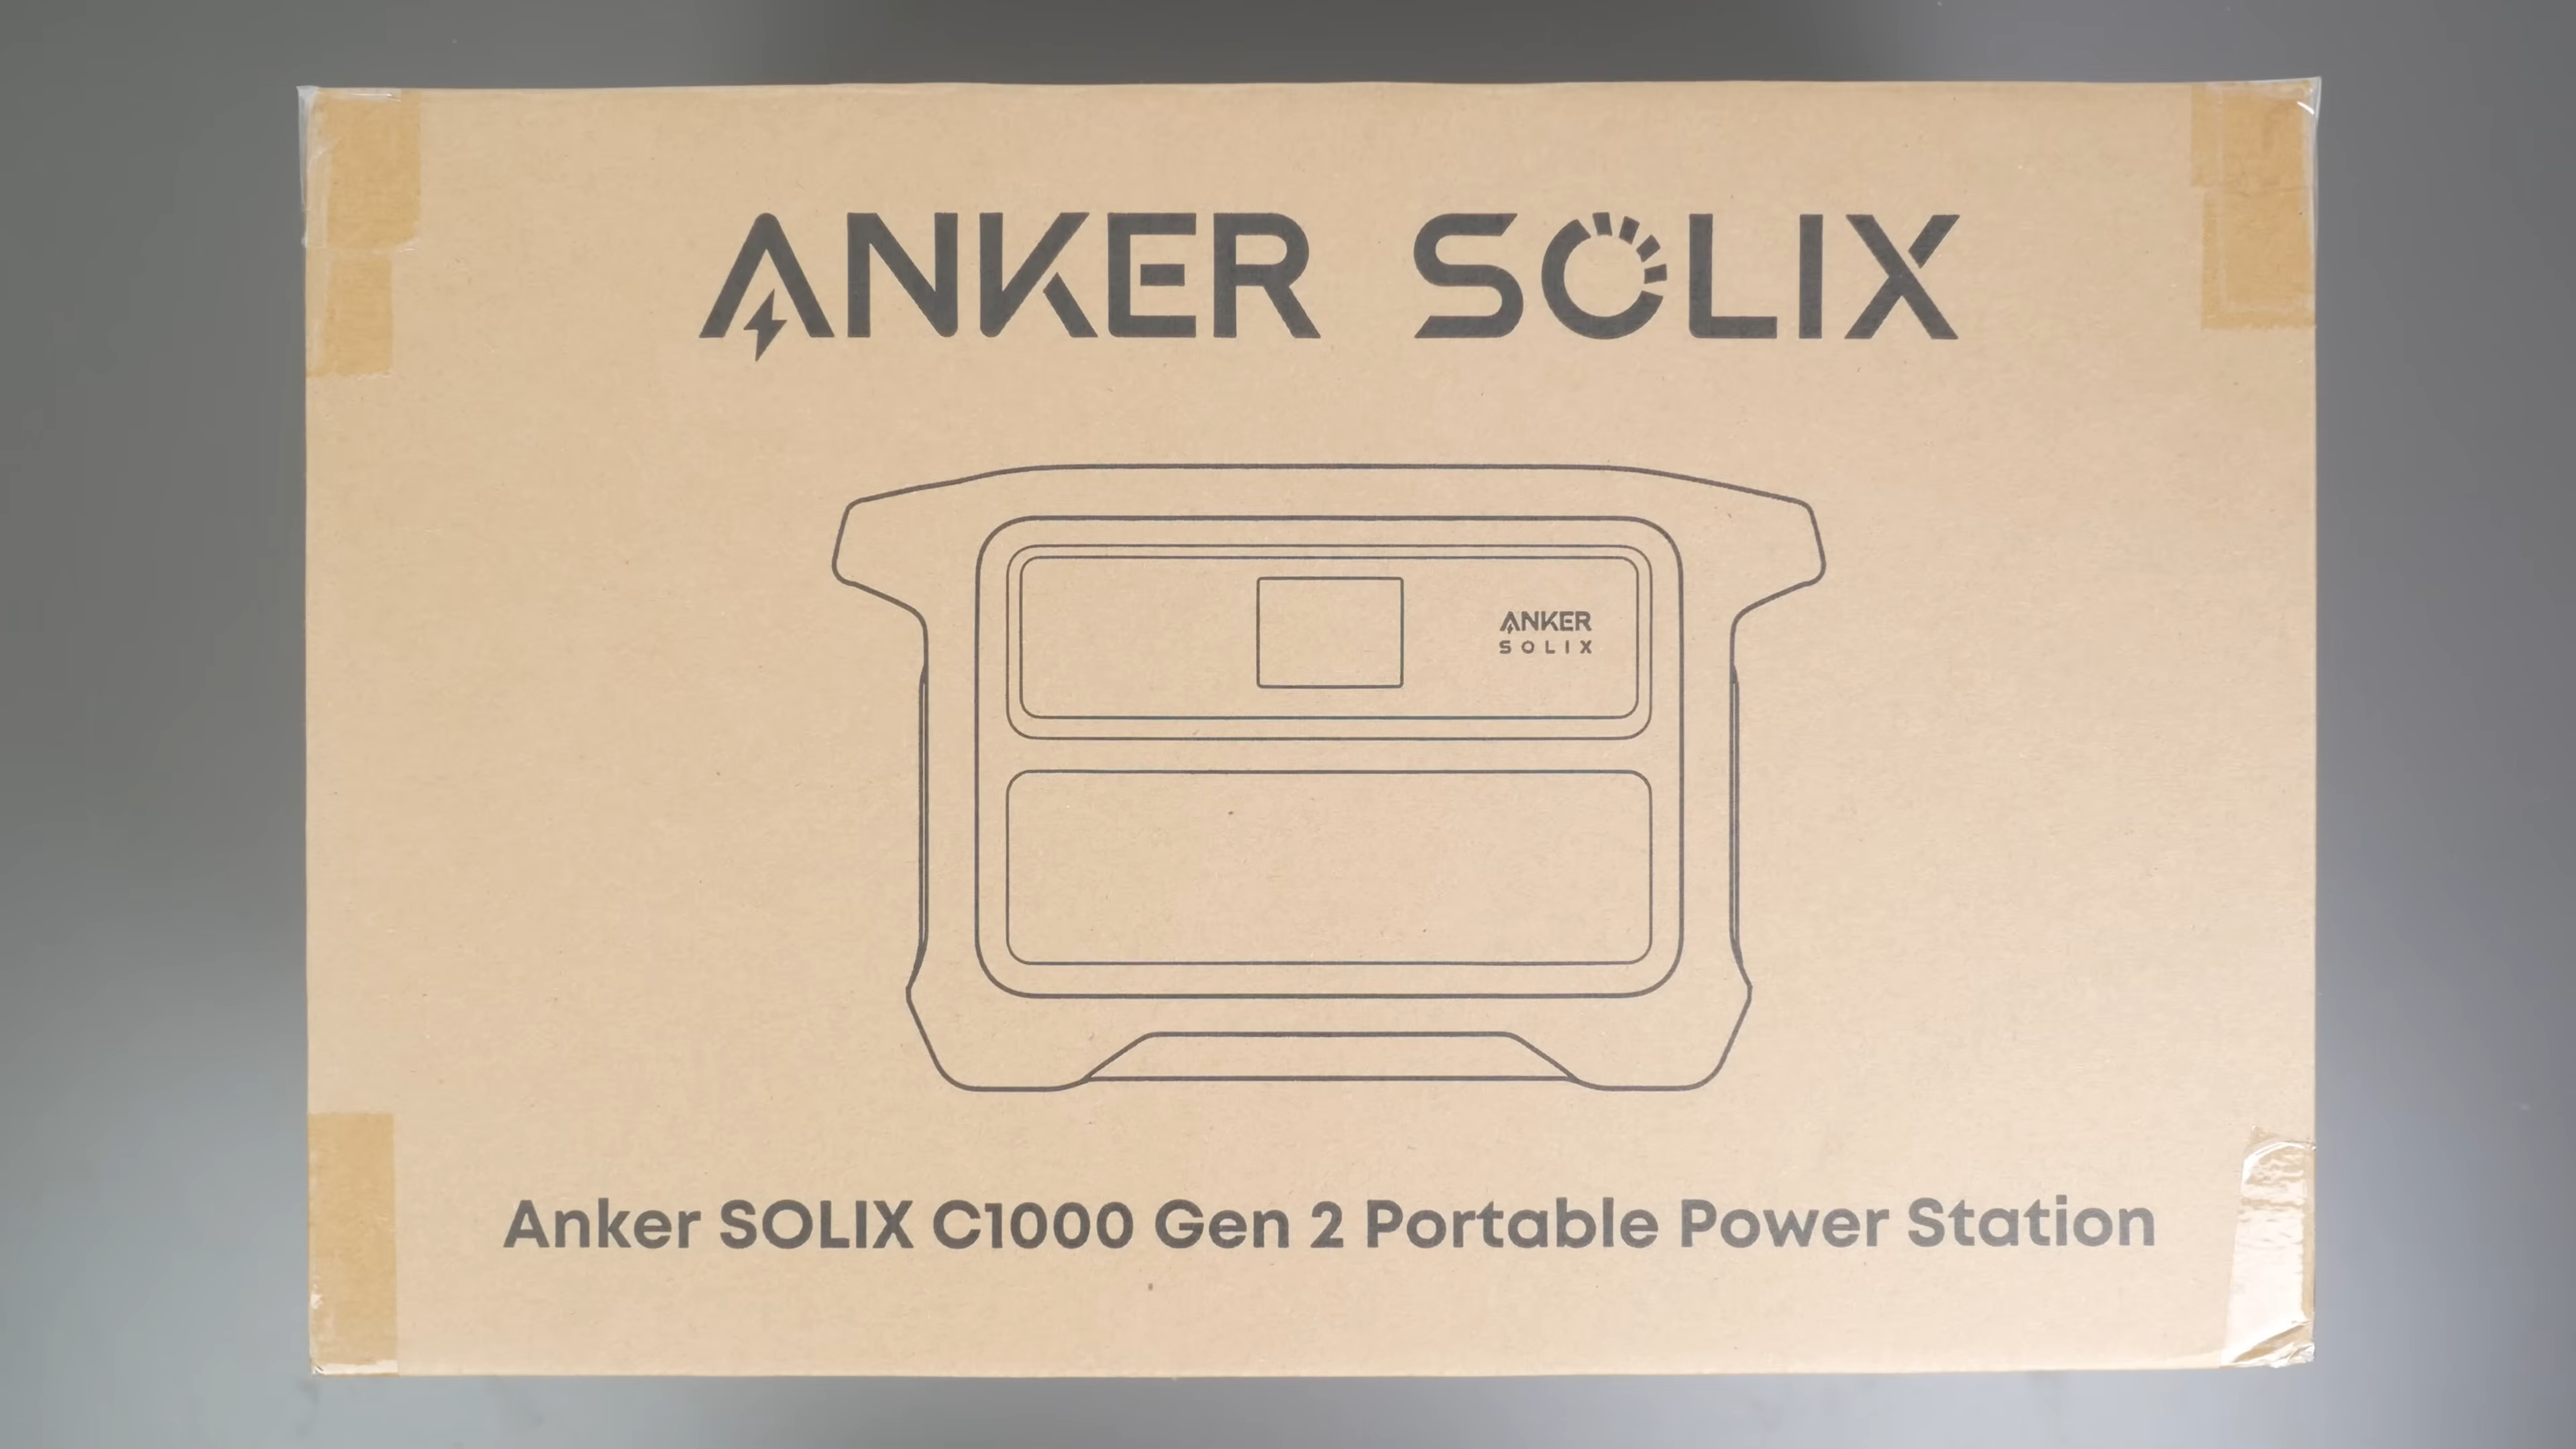 ANKER SOLIX
ANKER
SOLIX
Anker SOLIX C1000 Gen 2 Portable Power Station